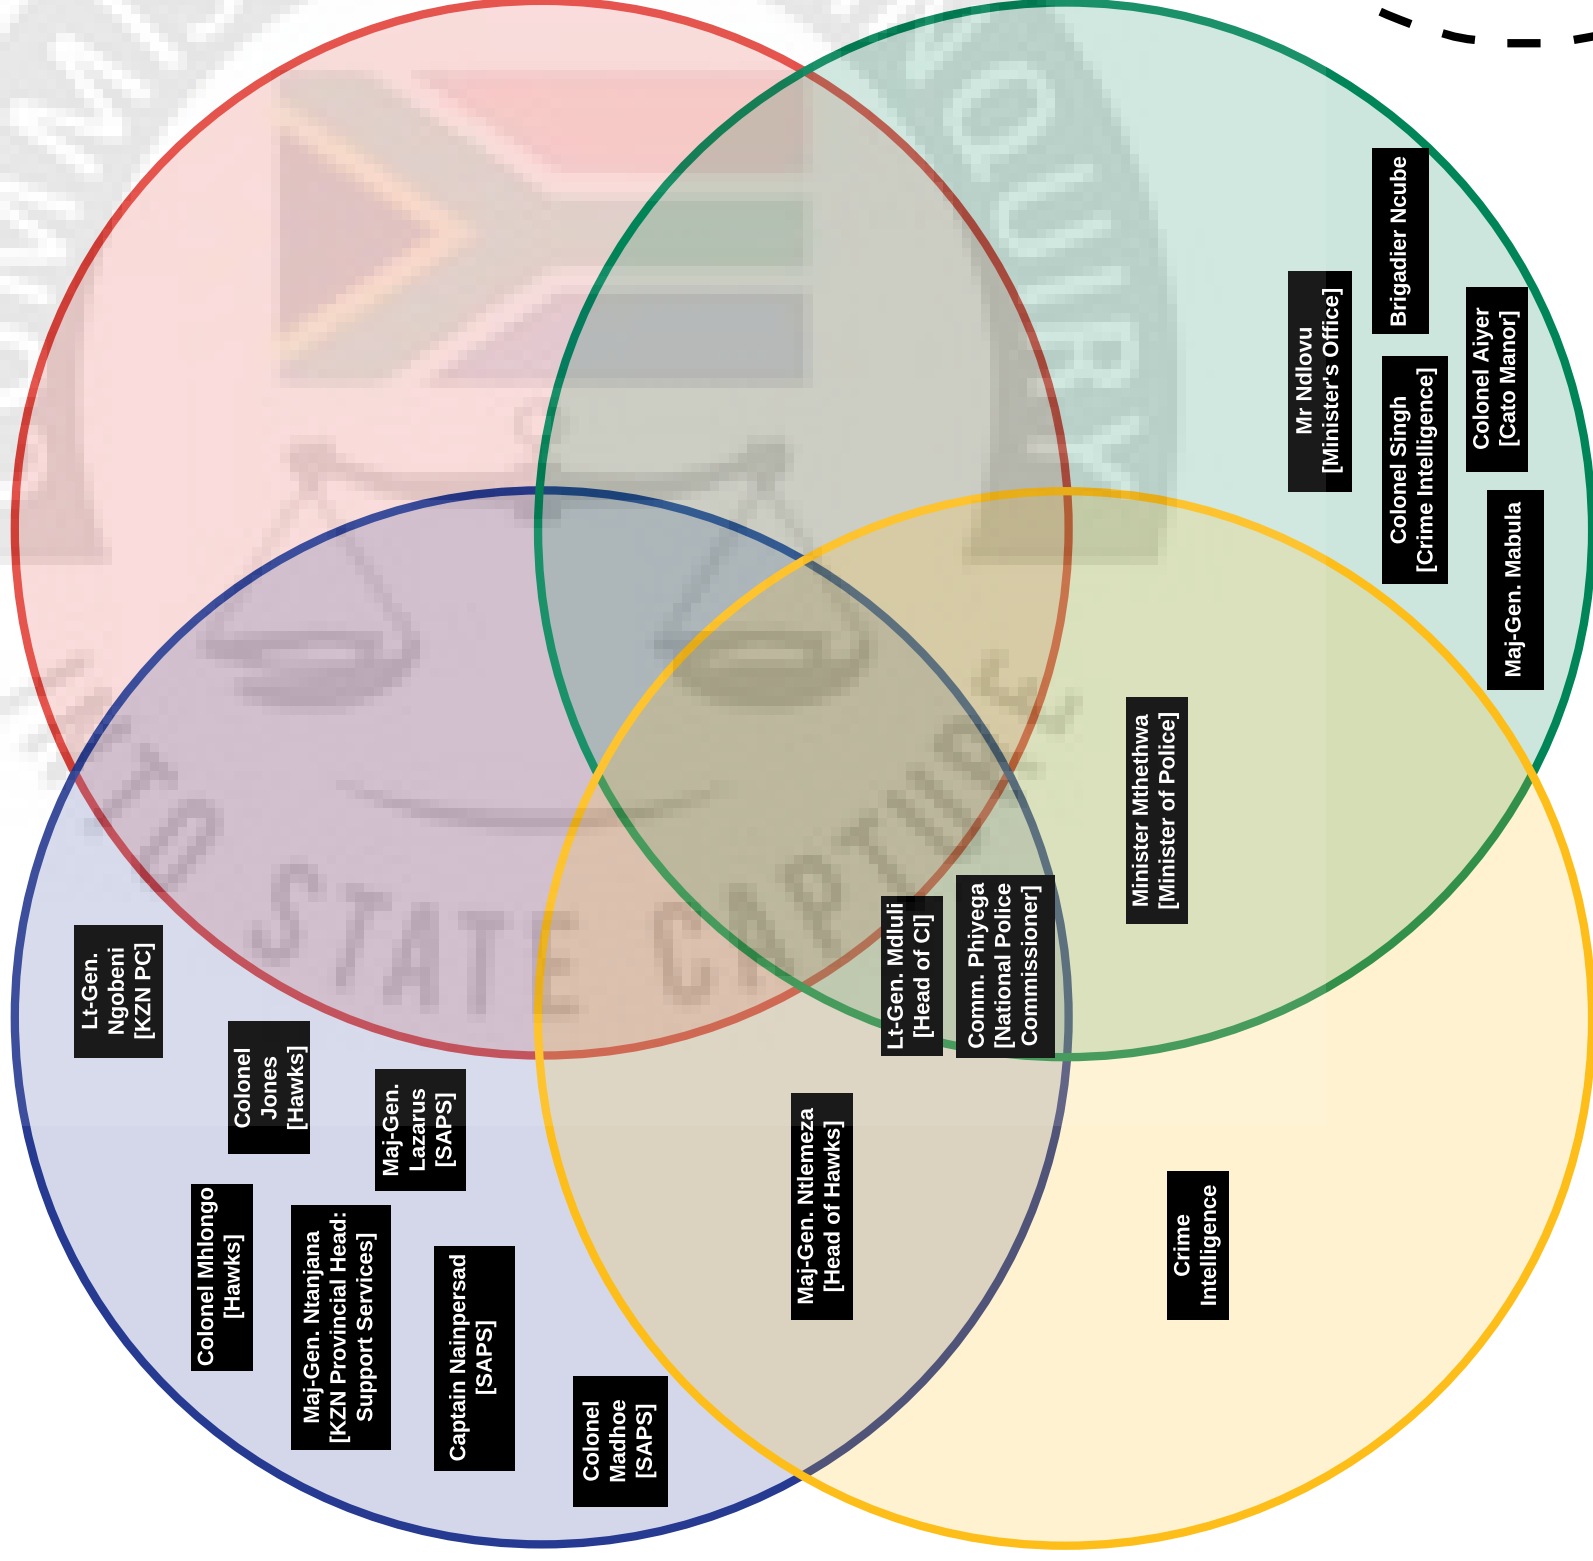 Lt-Gen.
Ngobeni
[KZN PC]
Colonel Mhlongo
[Hawks]
Colonel
Jones
[Hawks]
Maj-Gen. Ntanjana
[KZN Provincial Head:
Support Services]
Maj-Gen.
Lazarus
[SAPS]
Captain Nainpersad
[SAPS]
Colonel
Madhoe
[SAPS]
Maj-Gen. Ntlemeza
[Head of Hawks]
Lt-Gen. Mdluli
[Head of CI]
Comm. Phiyega
[National Police
Commissioner]
Minister Mthethwa
[Minister of Police]
Crime
Intelligence
Mr Ndlovu
[Minister's Office]
Brigadier Ncube
Colonel Singh
[Crime Intelligence]
Colonel Aiyer
[Cato Manor]
Maj-Gen. Mabula
INTO STATE CAPTURE